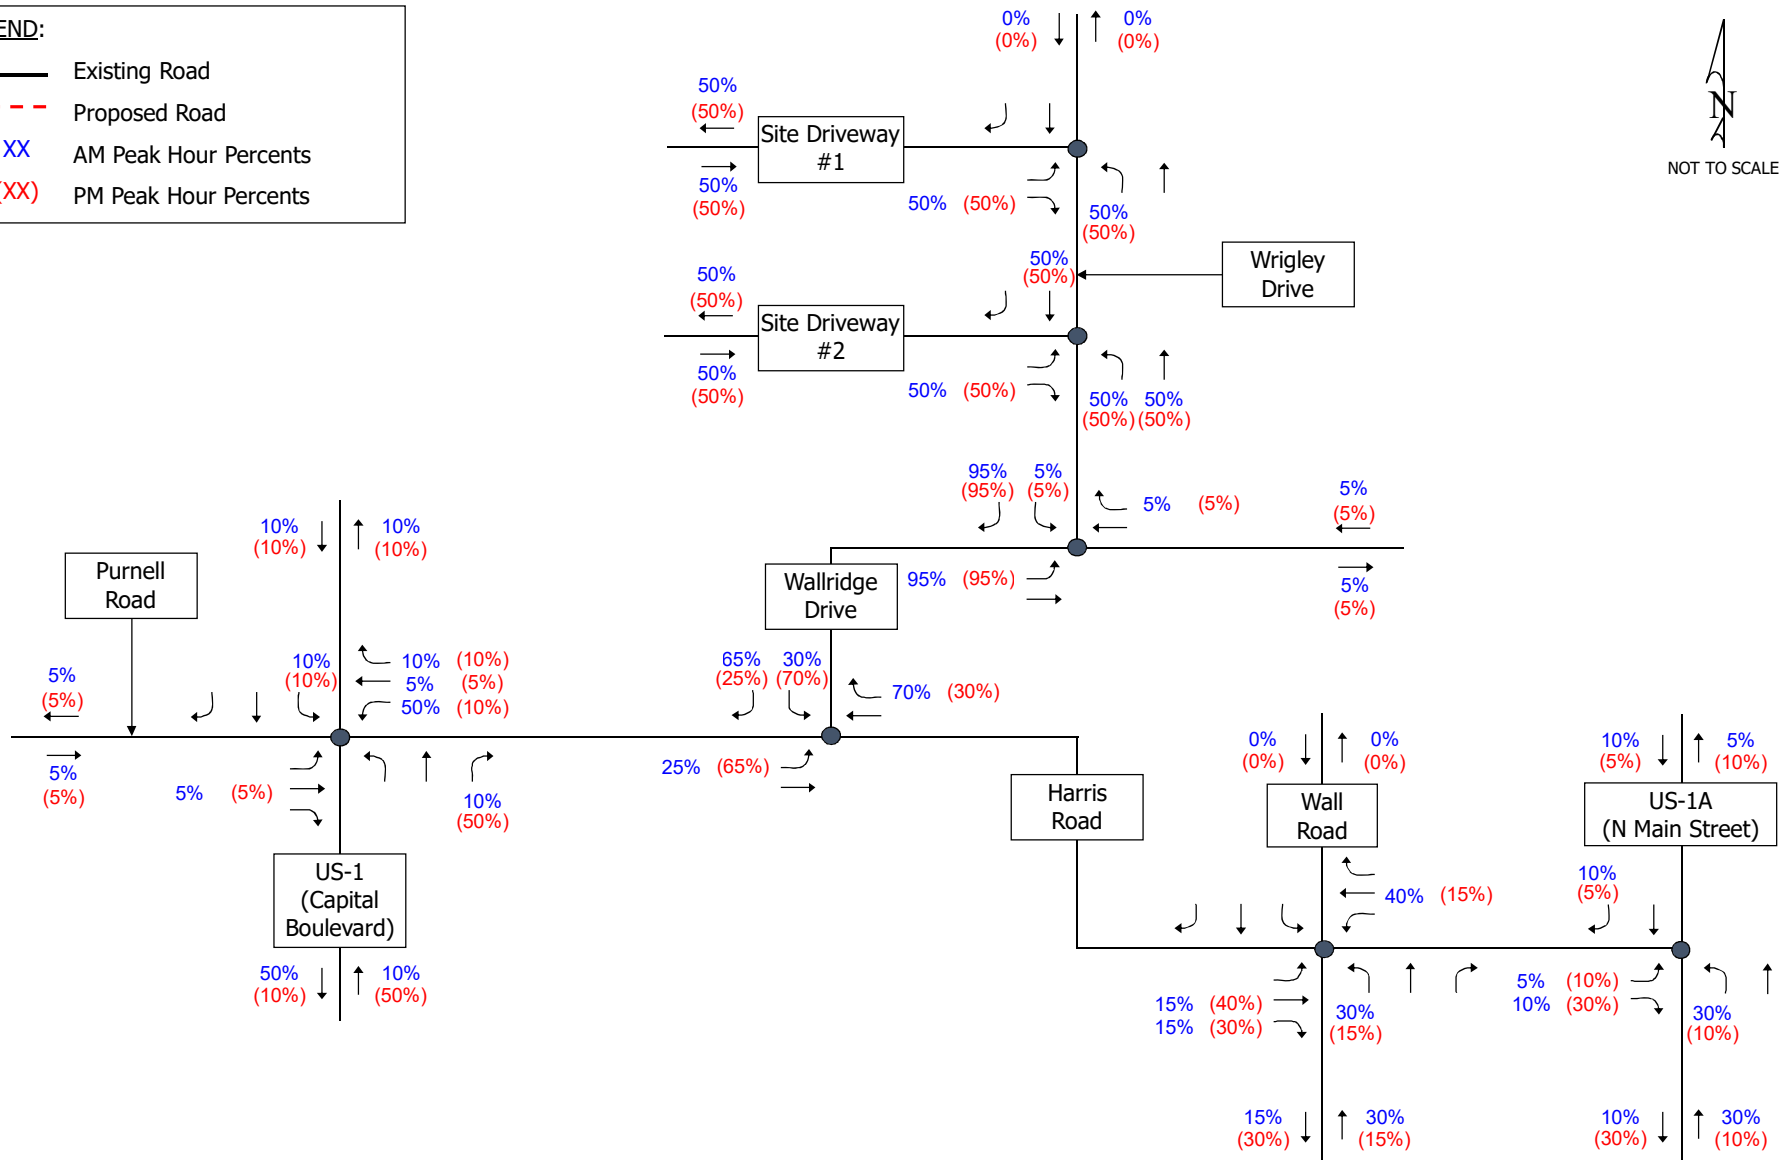 END:
Existing Road
Proposed Road
XX AM Peak Hour Percents
(XX) PM Peak Hour Percents
0% 0%
(0%) (0%)
N
NOT TO SCALE
50%
(50%)
Site Driveway
#1
50%
(50%)
50% (50%)
50%
(50%)
50%
(50%)
Wrigley
Drive
50%
(50%)
Site Driveway
#2
50%
(50%)
50% (50%)
50% 50%
(50%) (50%)
95% 5%
(95%) (5%)
5% (5%)
5%
(5%)
5%
(5%)
95% (95%)
Wallridge
Drive
10% 10%
(10%) (10%)
Purnell
Road
5%
(5%)
10%
(10%)
10% (10%)
5% (5%)
50% (10%)
65% 30%
(25%) (70%)
70% (30%)
5%
(5%)
5% (5%)
10%
(50%)
25% (65%)
US-1
(Capital
Boulevard)
50% 10%
(10%) (50%)
Harris
Road
0% 0%
(0%) (0%)
Wall
Road
10% 5%
(5%) (10%)
US-1A
(N Main Street)
40% (15%)
10%
(5%)
15% (40%)
15% (30%)
30%
(15%)
5% (10%)
10% (30%)
30%
(10%)
15% 30%
(30%) (15%)
10% 30%
(30%) (10%)